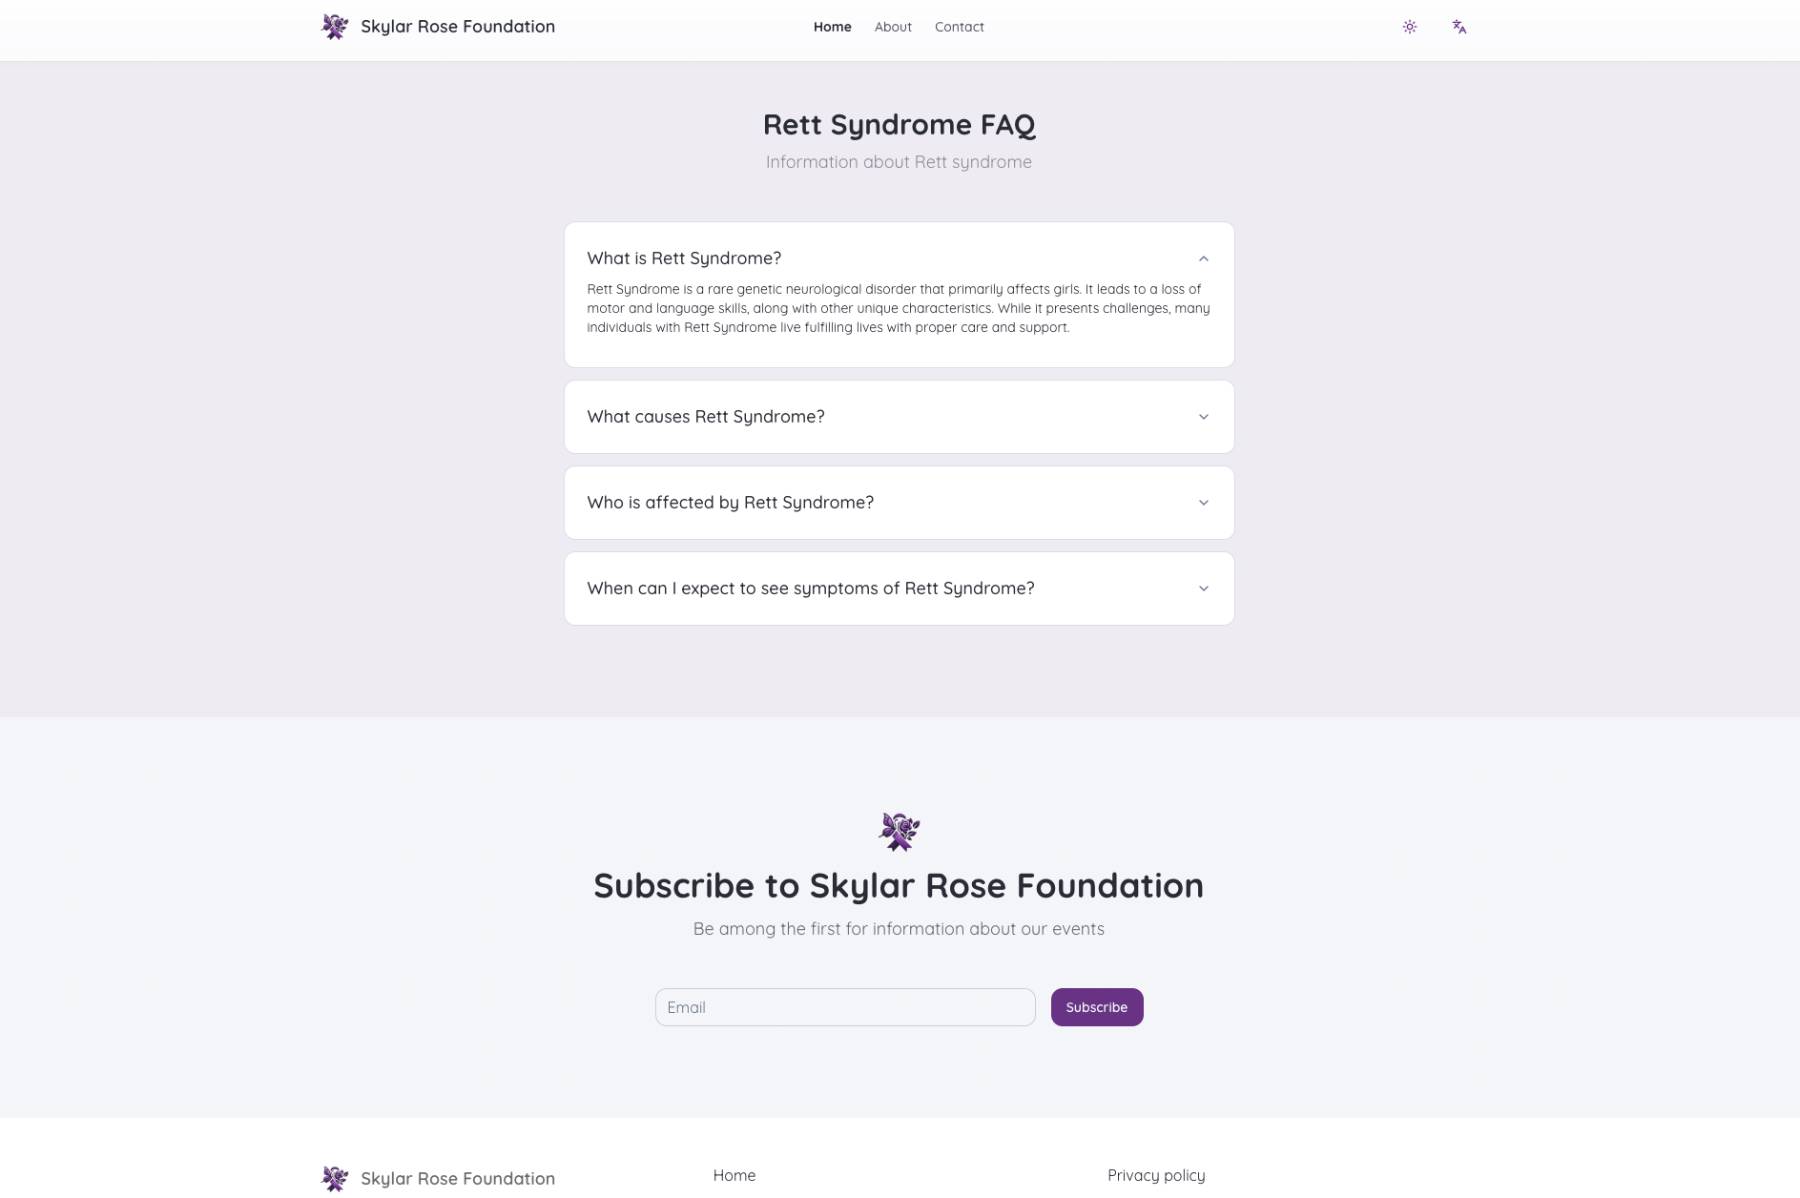 Skylar Rose Foundation
Home About Contact
Rett Syndrome FAQ
Information about Rett syndrome
What is Rett Syndrome?
Rett Syndrome is a rare genetic neurological disorder that primarily affects girls. It leads to a loss of
motor and language skills, along with other unique characteristics. While it presents challenges, many
individuals with Rett Syndrome live fulfilling lives with proper care and support.
What causes Rett Syndrome?
Who is affected by Rett Syndrome?
When can I expect to see symptoms of Rett Syndrome?
Subscribe to Skylar Rose Foundation
Be among the first for information about our events
Email
Subscribe
Skylar Rose Foundation
Home
Privacy policy